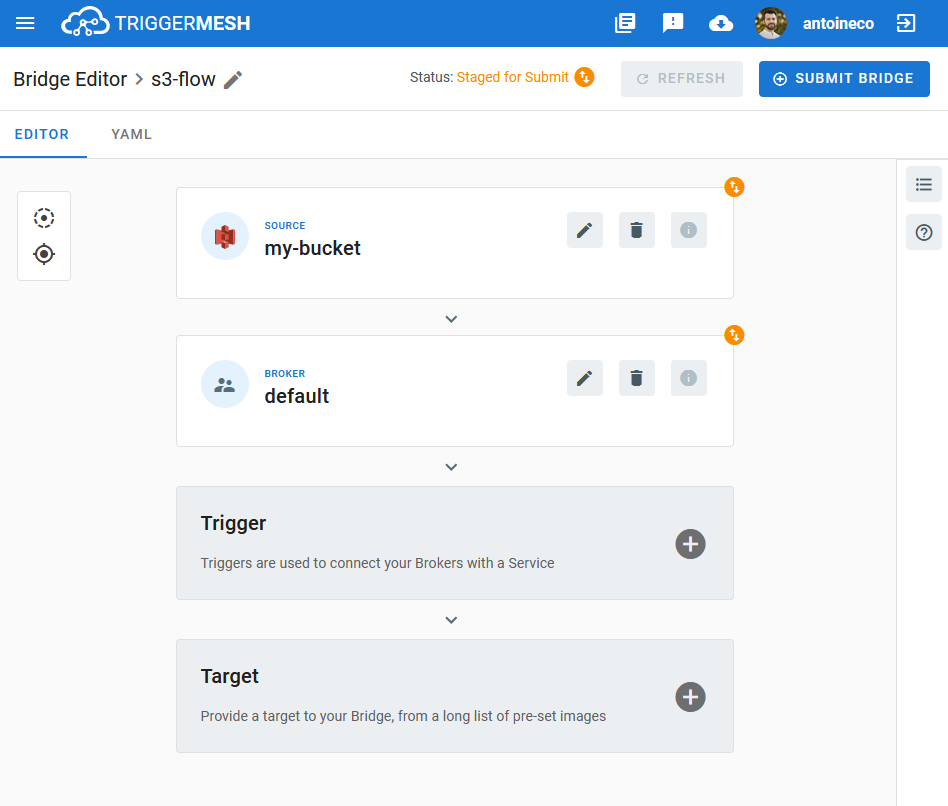 TRIGGERMESH
antoineco
Bridge Editor > s3-flow
Status: Staged for Submit
REFRESH
SUBMIT BRIDGE
EDITOR
YAML
SOURCE
my-bucket
BROKER
default
Trigger
Triggers are used to connect your Brokers with a Service
Target
Provide a target to your Bridge, from a long list of pre-set images